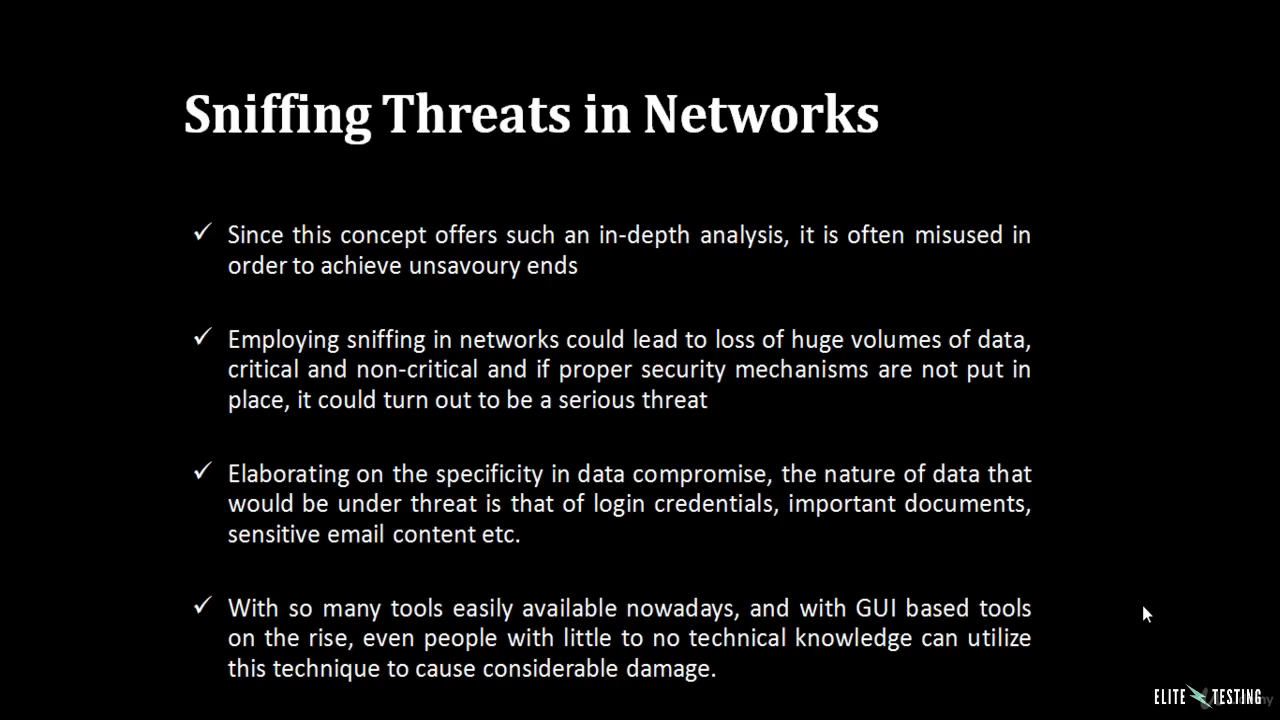 Sniffing Threats in Networks
✓ Since this concept offers such an in-depth analysis, it is often misused in
order to achieve unsavoury ends
✓ Employing sniffing in networks could lead to loss of huge volumes of data,
critical and non-critical and if proper security mechanisms are not put in
place, it could turn out to be a serious threat
✓ Elaborating on the specificity in data compromise, the nature of data that
would be under threat is that of login credentials, important documents,
sensitive email content etc.
✓ With so many tools easily available nowadays, and with GUI based tools
on the rise, even people with little to no technical knowledge can utilize
this technique to cause considerable damage.
ELITE TESTING